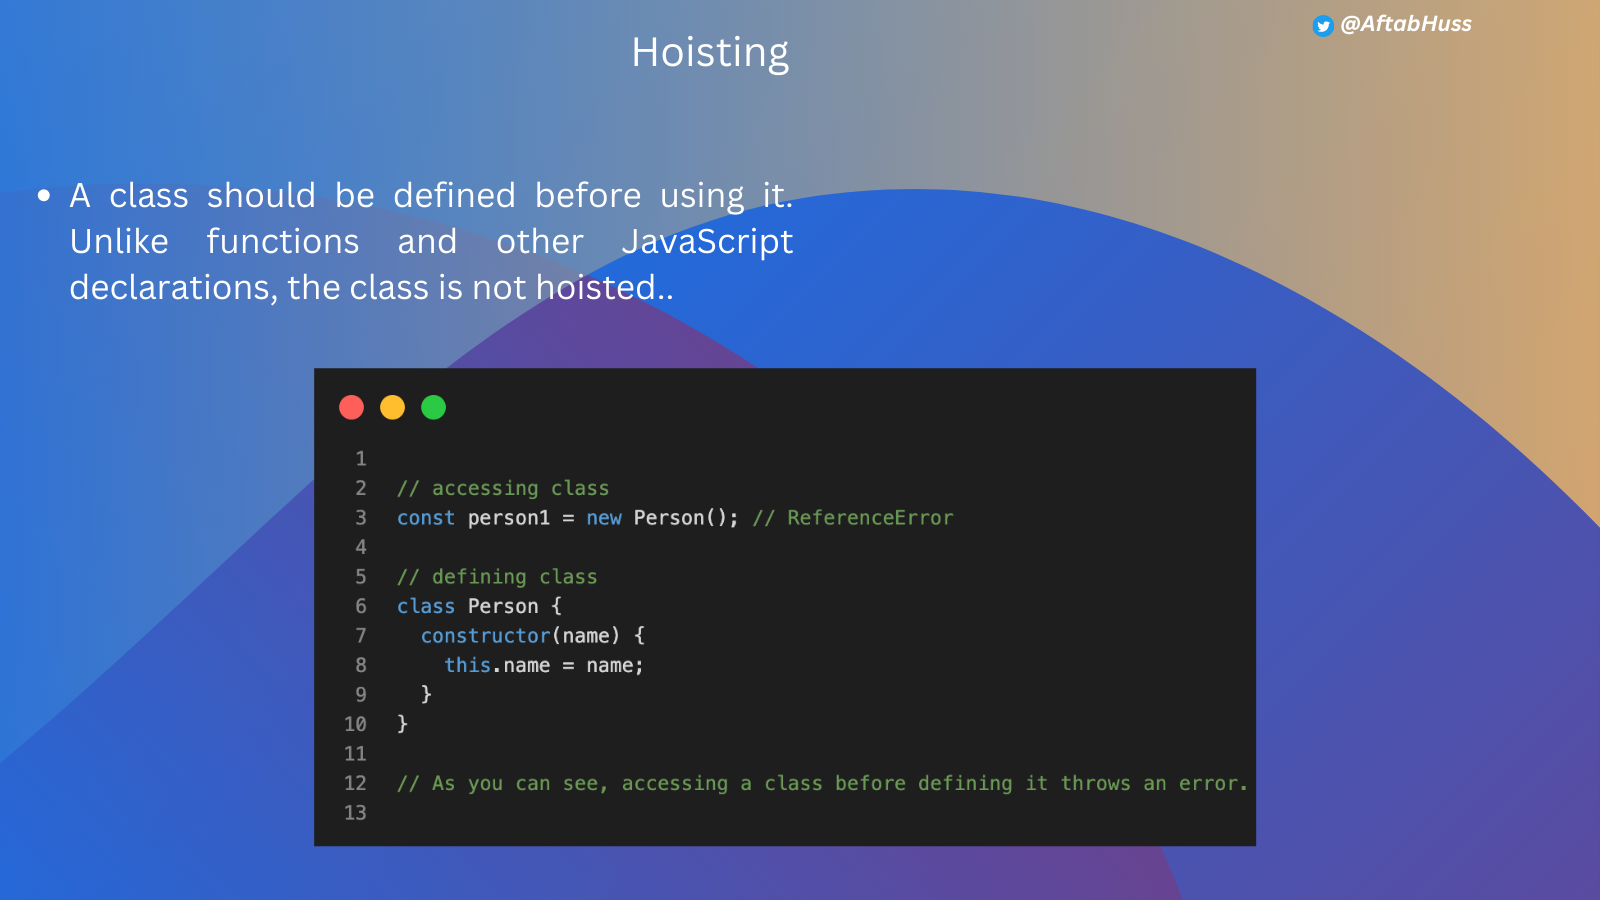 Hoisting
@AftabHuss
A class should be defined before using it.
Unlike functions and other JavaScript
declarations, the class is not hoisted..
1
2 // accessing class
3 const person1 = new Person(); // ReferenceError
4
5 // defining class
6 class Person {
7   constructor(name) {
8     this.name = name;
9   }
10 }
11
12 // As you can see, accessing a class before defining it throws an error.
13